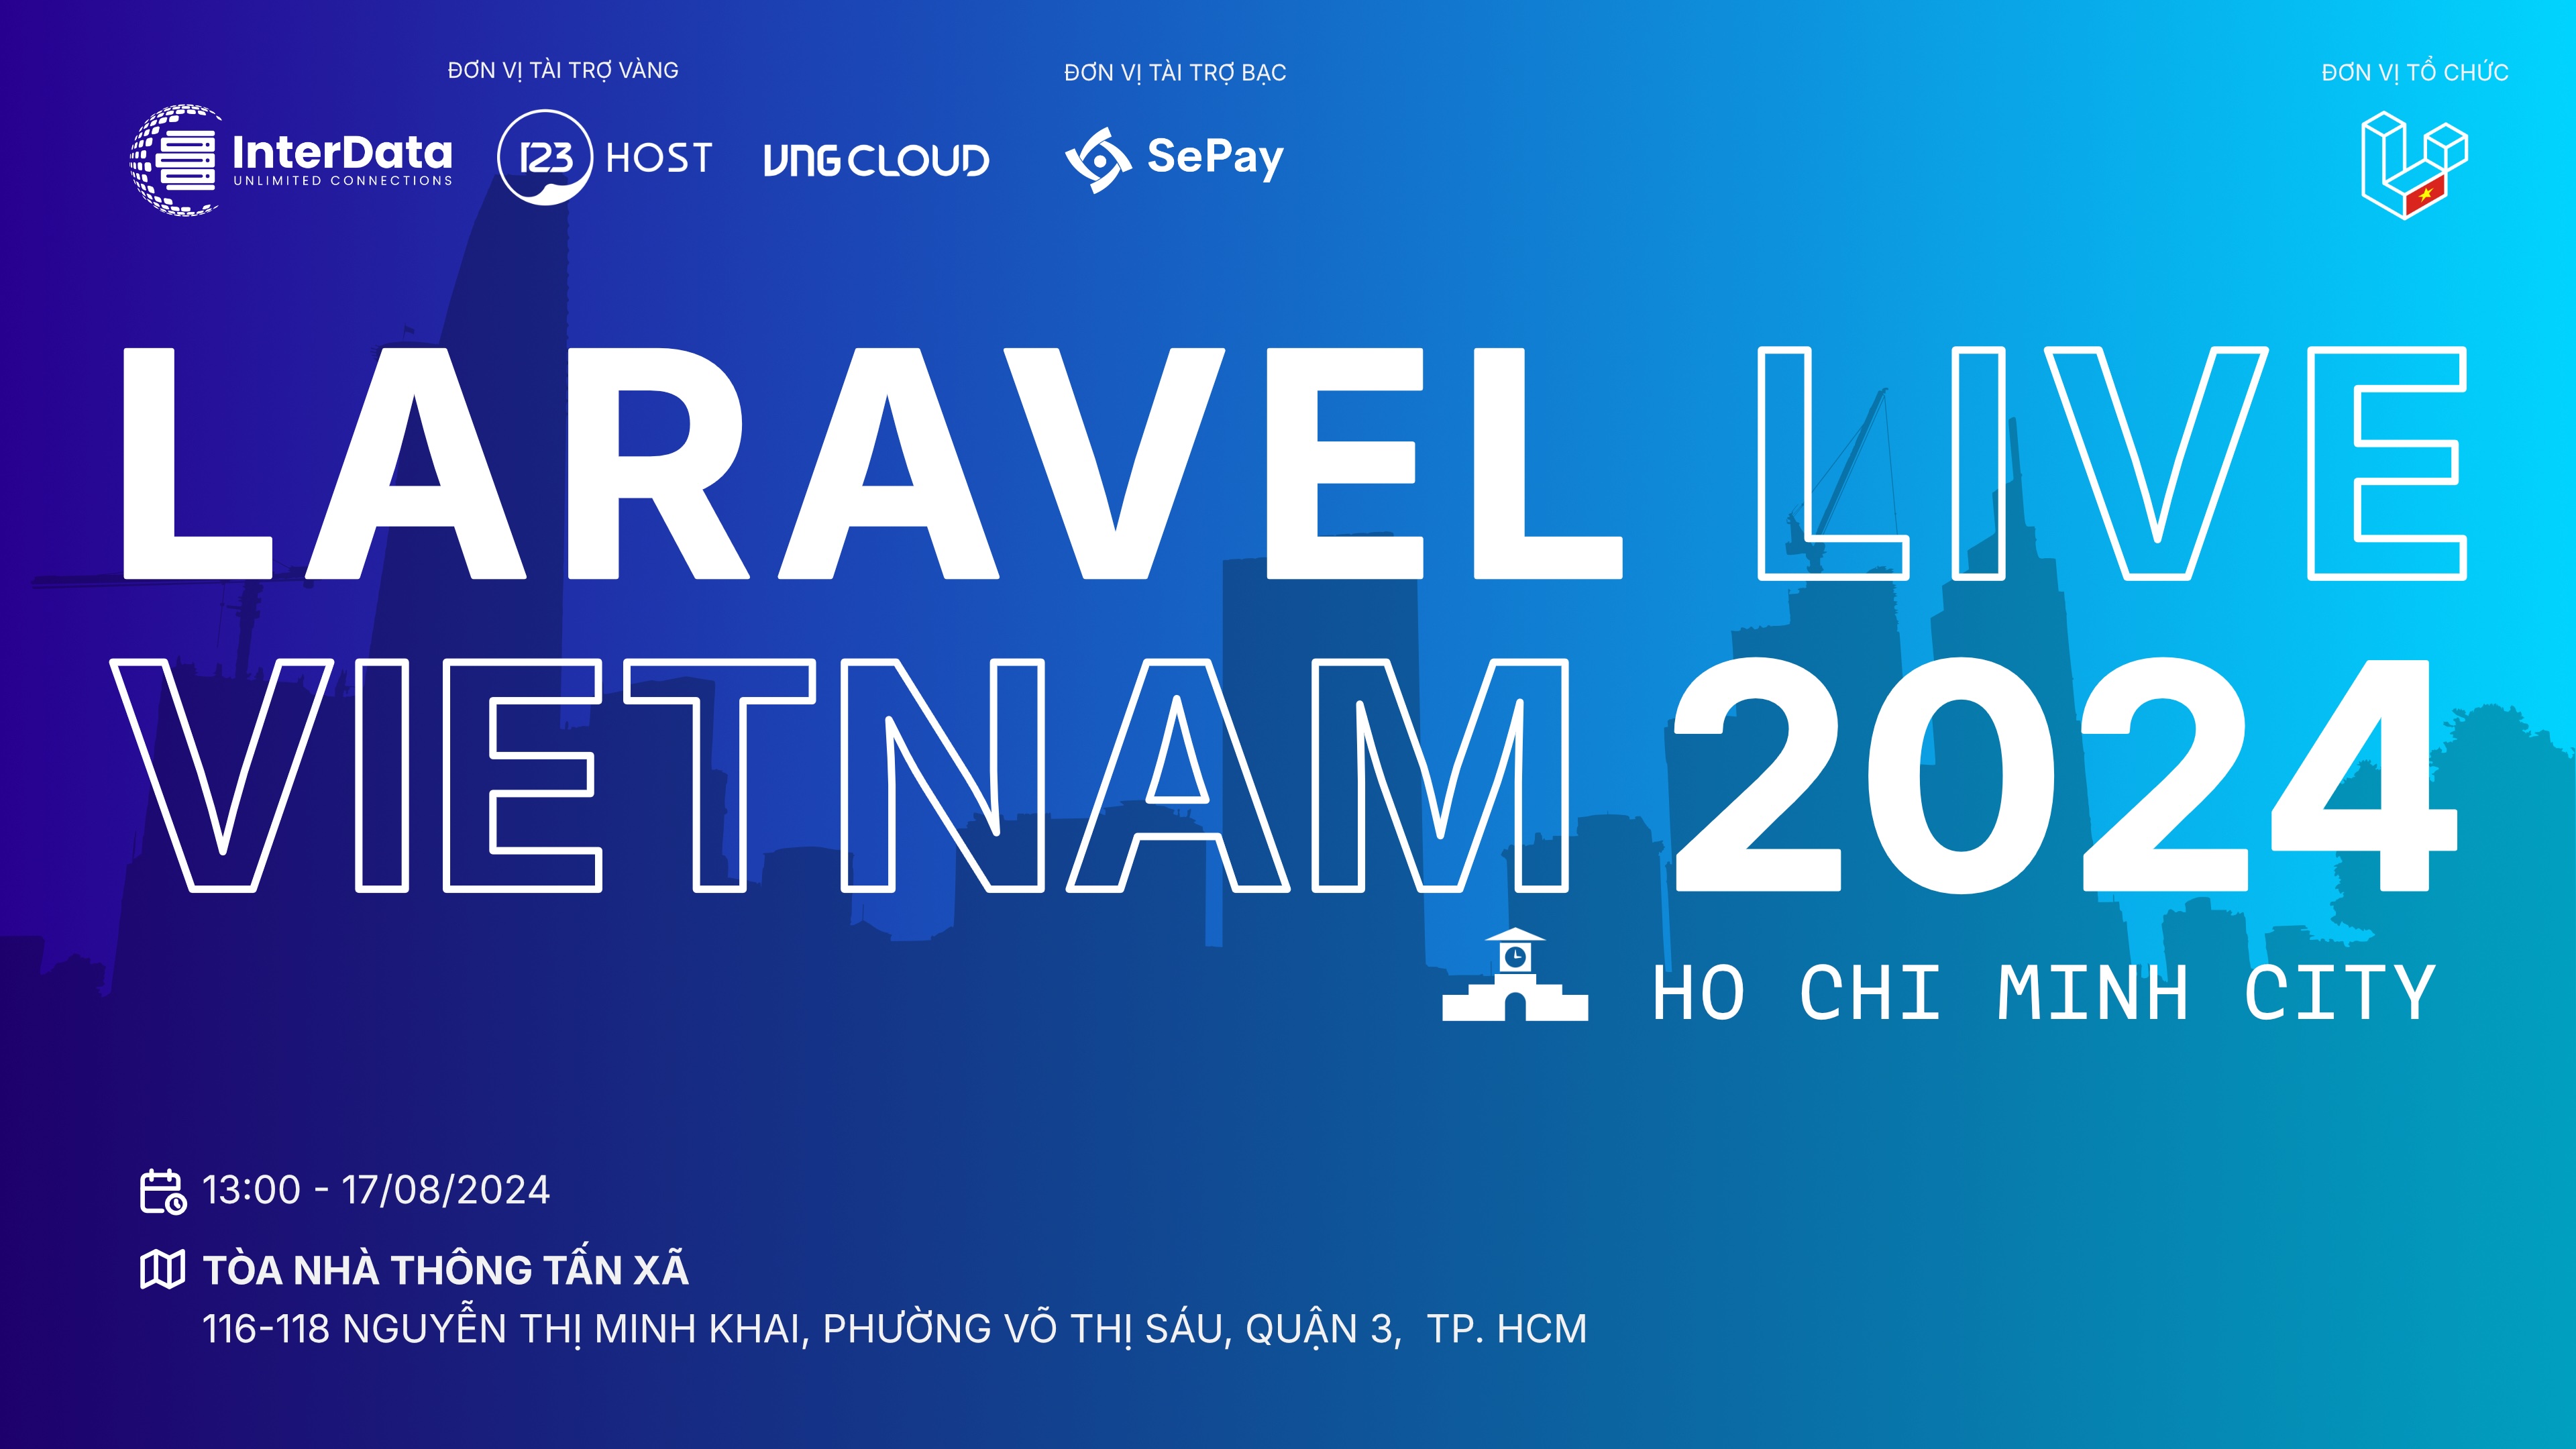 ĐƠN VỊ TÀI TRỢ VÀNG
ĐƠN VỊ TÀI TRỢ BẠC
ĐƠN VỊ TỔ CHỨC
InterData
UNLIMITED CONNECTIONS
123 HOST
VNG CLOUD
SePay
LARAVEL LIVE
VIETNAM 2024
HO CHI MINH CITY
13:00 - 17/08/2024
TÒA NHÀ THÔNG TẤN XÃ
116-118 NGUYỄN THỊ MINH KHAI, PHƯỜNG VÕ THỊ SÁU, QUẬN 3, TP. HCM